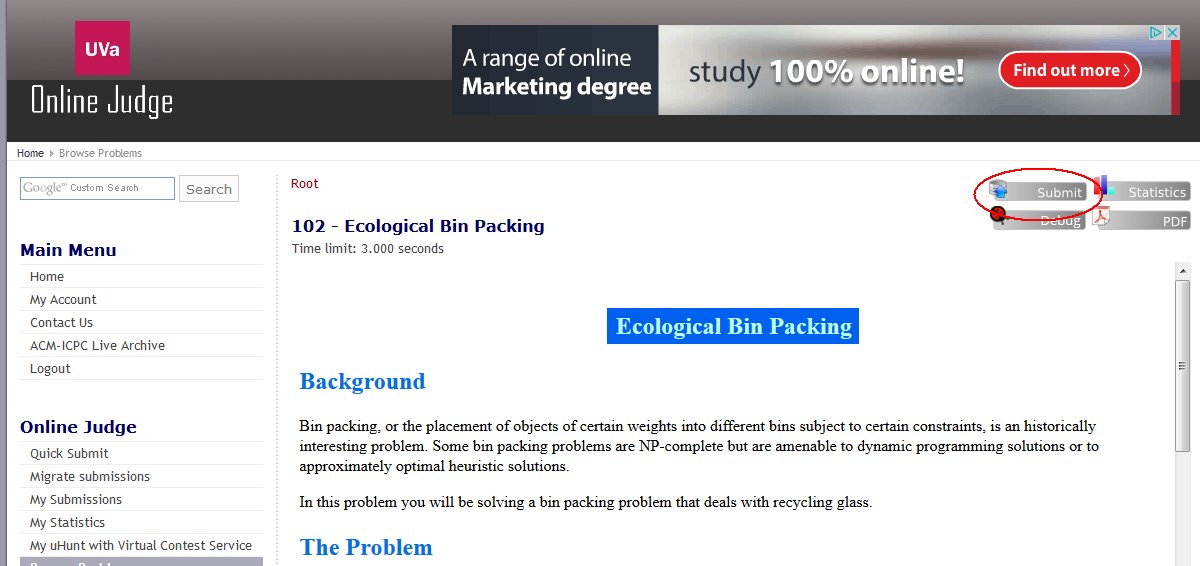 UVa
Online Judge
A range of online
Marketing degree
study 100% online!
Find out more
Home Browse Problems
Google™ Custom Search
Search
Root
Submit
Statistics
Debug
PDF
102 - Ecological Bin Packing
Time limit: 3.000 seconds
Main Menu
Home
My Account
Contact Us
ACM-ICPC Live Archive
Logout
Online Judge
Quick Submit
Migrate submissions
My Submissions
My Statistics
My uHunt with Virtual Contest Service
Ecological Bin Packing
Background
Bin packing, or the placement of objects of certain weights into different bins subject to certain constraints, is an historically
interesting problem. Some bin packing problems are NP-complete but are amenable to dynamic programming solutions or to
approximately optimal heuristic solutions.
In this problem you will be solving a bin packing problem that deals with recycling glass.
The Problem